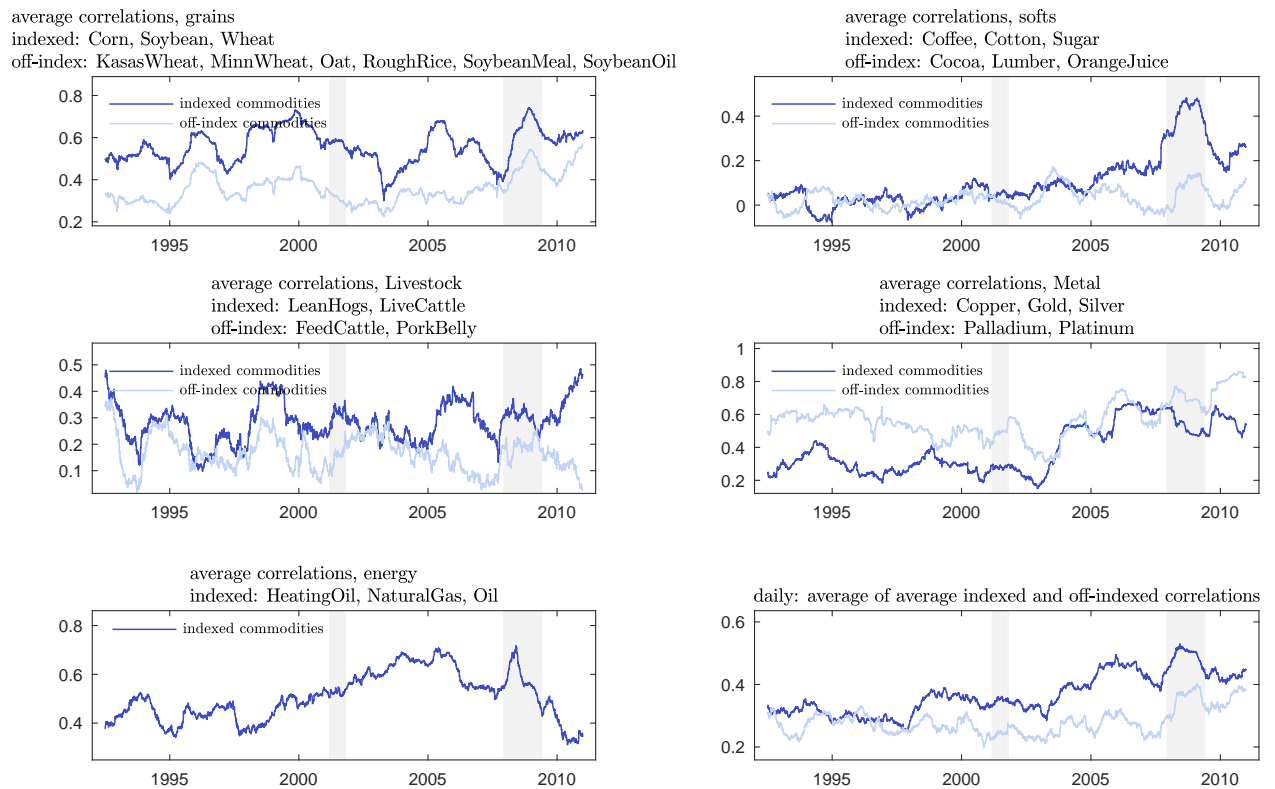 average correlations, grains
indexed: Corn, Soybean, Wheat
off-index: KasasWheat, MinnWheat, Oat, RoughRice, SoybeanMeal, SoybeanOil
0.8
0.6
0.4
0.2
indexed commodities
off-index commodities
1995 2000 2005 2010
average correlations, softs
indexed: Coffee, Cotton, Sugar
off-index: Cocoa, Lumber, OrangeJuice
0.4
0.2
0
indexed commodities
off-index commodities
1995 2000 2005 2010
average correlations, Livestock
indexed: LeanHogs, LiveCattle
off-index: FeedCattle, PorkBelly
0.5
0.4
0.3
0.2
0.1
indexed commodities
off-index commodities
1995 2000 2005 2010
average correlations, Metal
indexed: Copper, Gold, Silver
off-index: Palladium, Platinum
1
0.8
0.6
0.4
0.2
indexed commodities
off-index commodities
1995 2000 2005 2010
average correlations, energy
indexed: HeatingOil, NaturalGas, Oil
0.8
0.6
0.4
indexed commodities
1995 2000 2005 2010
daily: average of average indexed and off-indexed correlations
0.6
0.4
0.2
1995 2000 2005 2010